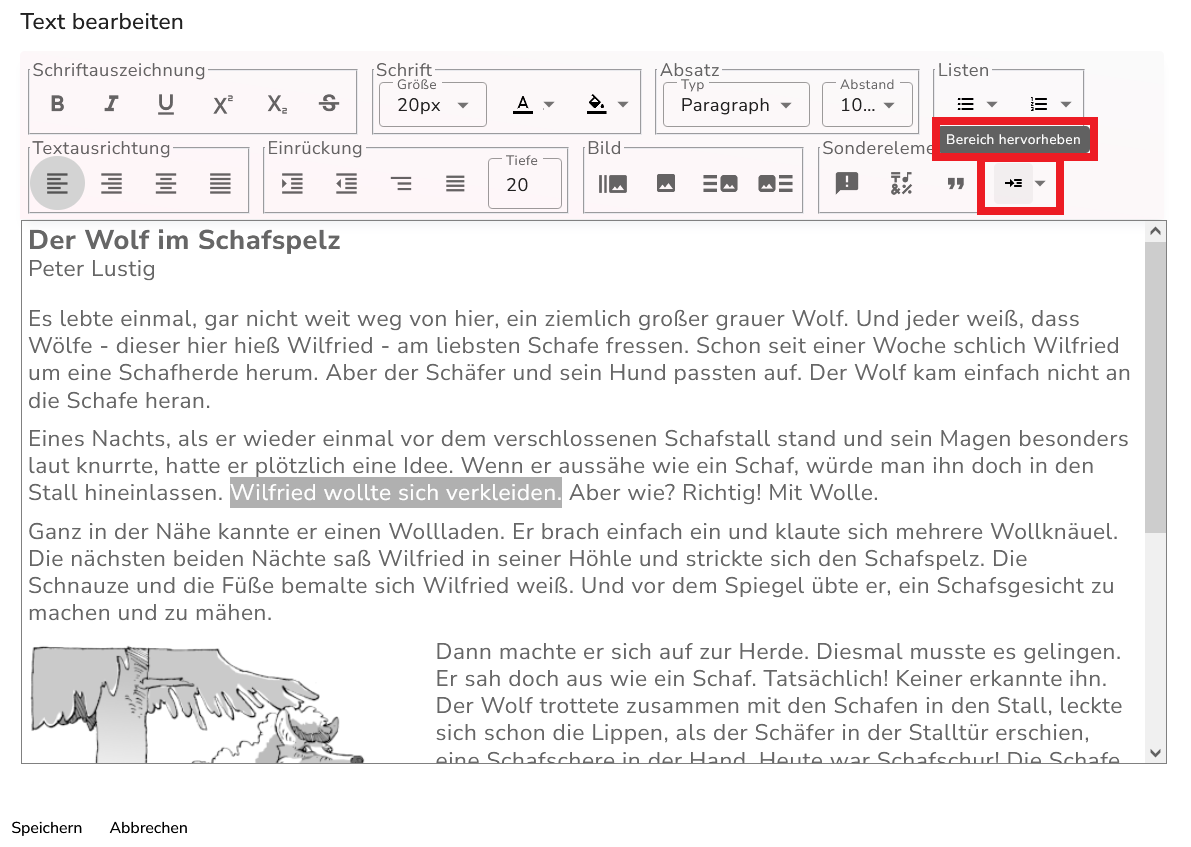 Text bearbeiten
Schriftauszeichnung
Schrift
Absatz
Listen
Größe
Typ
Abstand
B I U X² X₂ S
20px
A
Paragraph
10...
Bereich hervorheben
Textausrichtung
Einrückung
Bild
Sondereleme
Tiefe
20
Der Wolf im Schafspelz
Peter Lustig
Es lebte einmal, gar nicht weit weg von hier, ein ziemlich großer grauer Wolf. Und jeder weiß, dass
Wölfe - dieser hier hieß Wilfried - am liebsten Schafe fressen. Schon seit einer Woche schlich Wilfried
um eine Schafherde herum. Aber der Schäfer und sein Hund passten auf. Der Wolf kam einfach nicht an
die Schafe heran.
Eines Nachts, als er wieder einmal vor dem verschlossenen Schafstall stand und sein Magen besonders
laut knurrte, hatte er plötzlich eine Idee. Wenn er aussähe wie ein Schaf, würde man ihn doch in den
Stall hineinlassen. Wilfried wollte sich verkleiden. Aber wie? Richtig! Mit Wolle.
Ganz in der Nähe kannte er einen Wollladen. Er brach einfach ein und klaute sich mehrere Wollknäuel.
Die nächsten beiden Nächte saß Wilfried in seiner Höhle und strickte sich den Schafspelz. Die
Schnauze und die Füße bemalte sich Wilfried weiß. Und vor dem Spiegel übte er, ein Schafsgesicht zu
machen und zu mähen.
Dann machte er sich auf zur Herde. Diesmal musste es gelingen.
Er sah doch aus wie ein Schaf. Tatsächlich! Keiner erkannte ihn.
Der Wolf trottete zusammen mit den Schafen in den Stall, leckte
sich schon die Lippen, als der Schäfer in der Stalltür erschien,
eine Schafschere in der Hand. Heute war Schafschur! Die Schafe
Speichern
Abbrechen